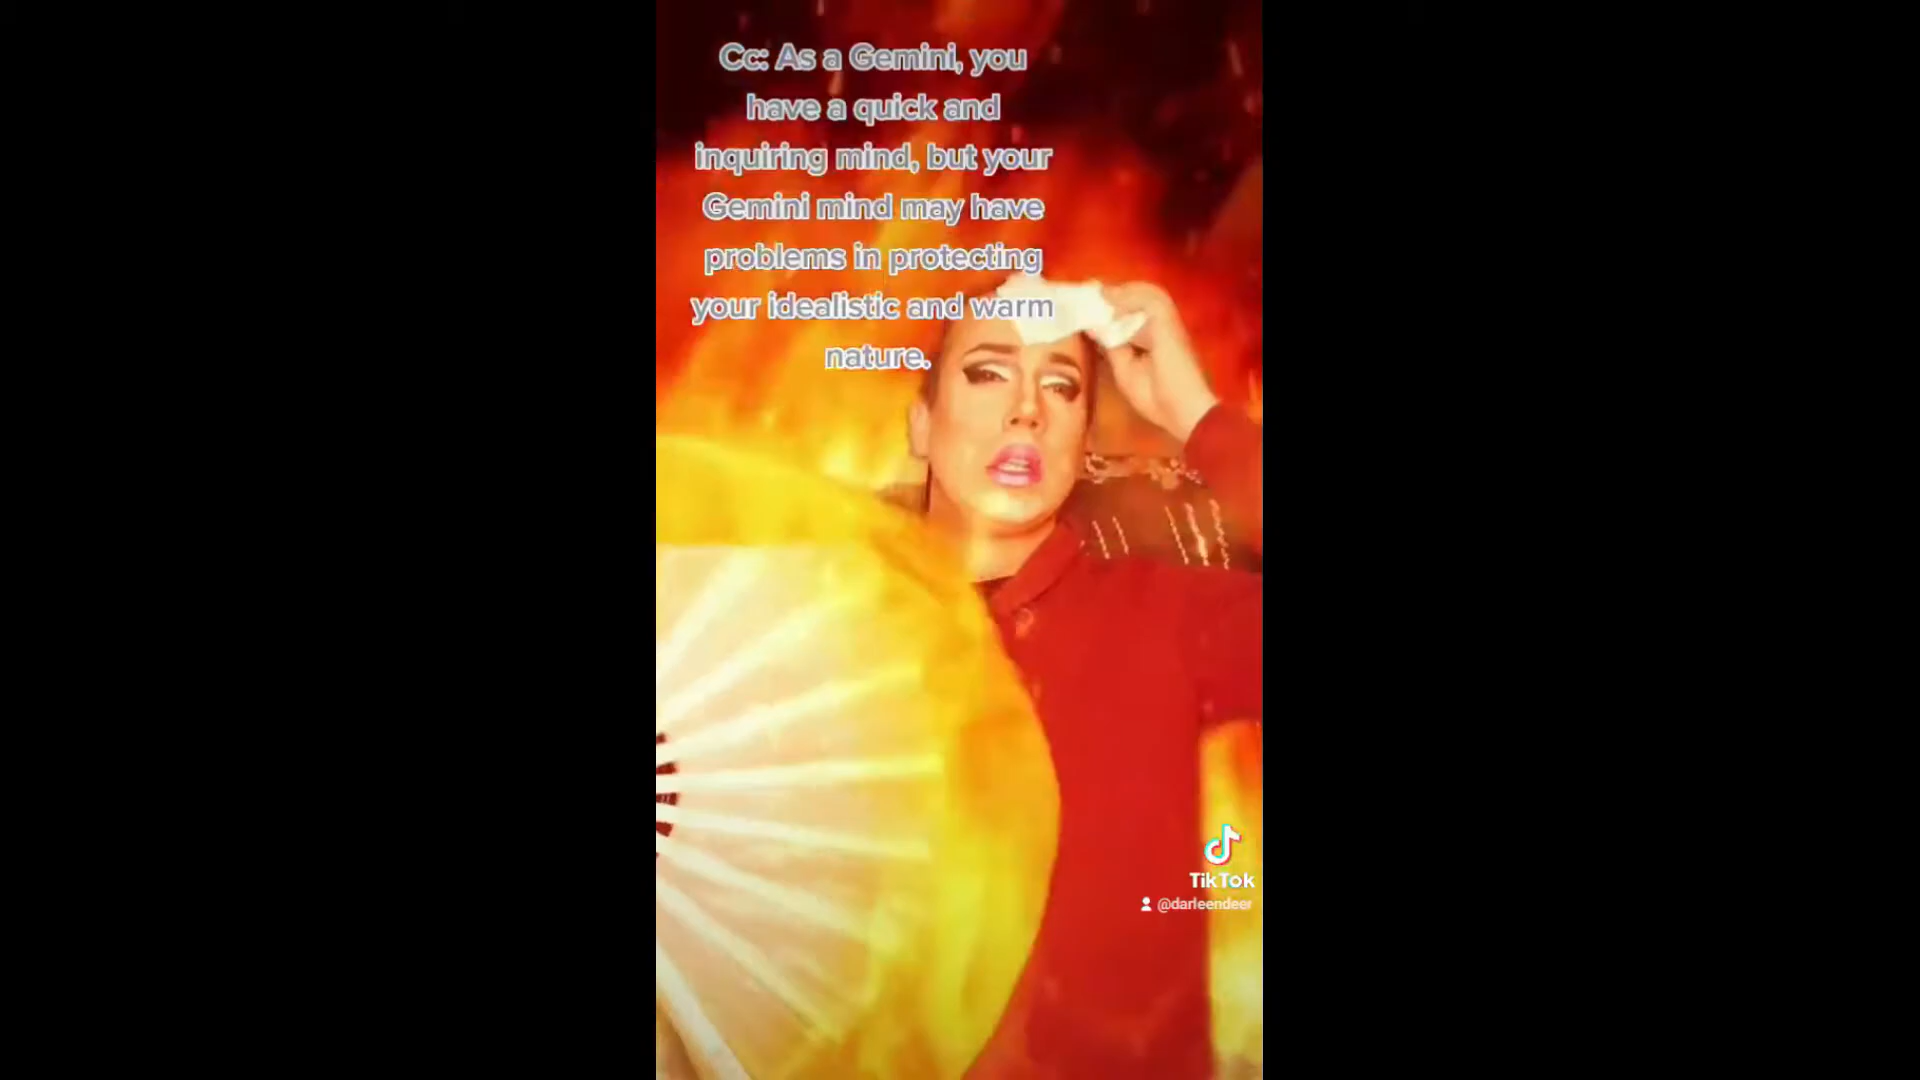 Cc: As a Gemini, you
have a quick and
inquiring mind, but your
Gemini mind may have
problems in protecting
your idealistic and warm
nature.
TikTok
@darleendeer